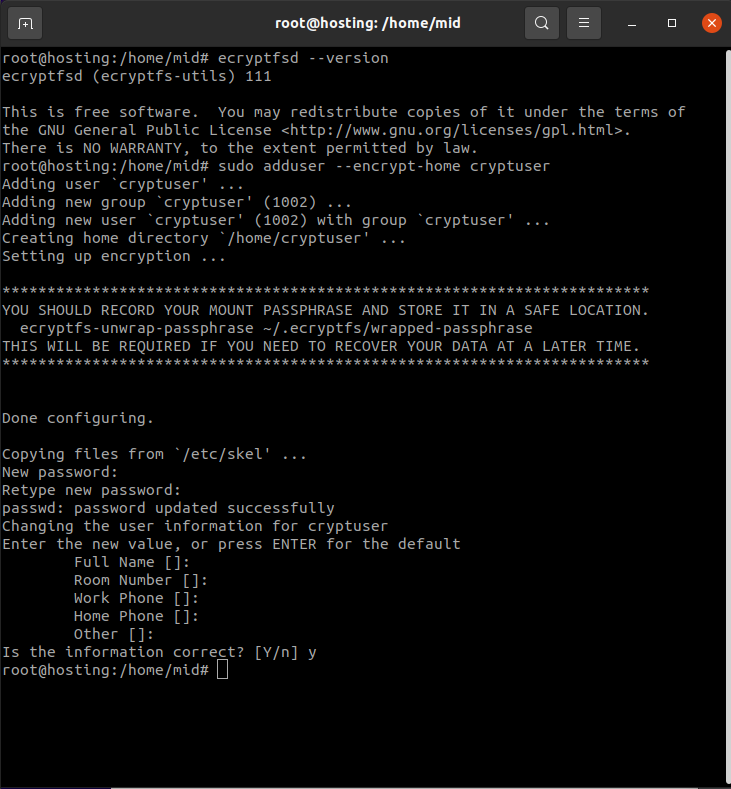 root@hosting: /home/mid
root@hosting:/home/mid# ecryptfsd --version
ecryptfsd (ecryptfs-utils) 111
This is free software.  You may redistribute copies of it under the terms of
the GNU General Public License <http://www.gnu.org/licenses/gpl.html>.
There is NO WARRANTY, to the extent permitted by law.
root@hosting:/home/mid# sudo adduser --encrypt-home cryptuser
Adding user `cryptuser' ...
Adding new group `cryptuser' (1002) ...
Adding new user `cryptuser' (1002) with group `cryptuser' ...
Creating home directory `/home/cryptuser' ...
Setting up encryption ...
************************************************************************
YOU SHOULD RECORD YOUR MOUNT PASSPHRASE AND STORE IT IN A SAFE LOCATION.
  ecryptfs-unwrap-passphrase ~/.ecryptfs/wrapped-passphrase
THIS WILL BE REQUIRED IF YOU NEED TO RECOVER YOUR DATA AT A LATER TIME.
************************************************************************
Done configuring.
Copying files from `/etc/skel' ...
New password:
Retype new password:
passwd: password updated successfully
Changing the user information for cryptuser
Enter the new value, or press ENTER for the default
        Full Name []:
        Room Number []:
        Work Phone []:
        Home Phone []:
        Other []:
Is the information correct? [Y/n] y
root@hosting:/home/mid#